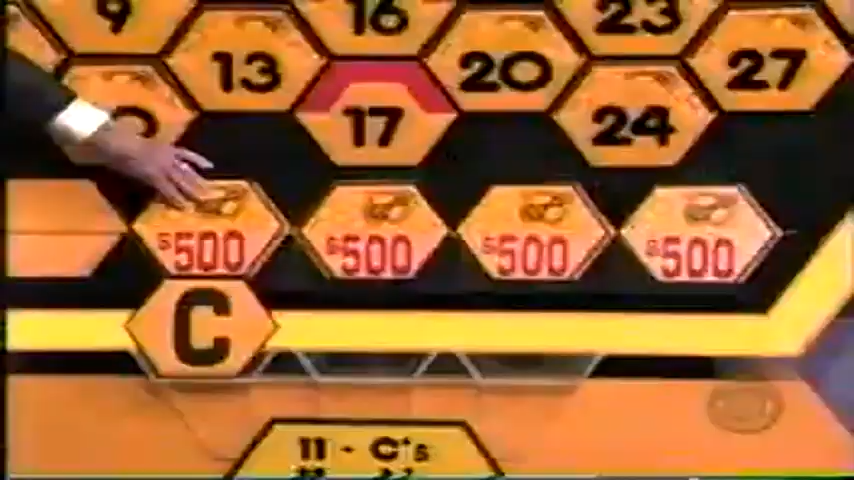 9 16 23
13 20 27
17 24
$500 $500 $500 $500
C
11 - C's